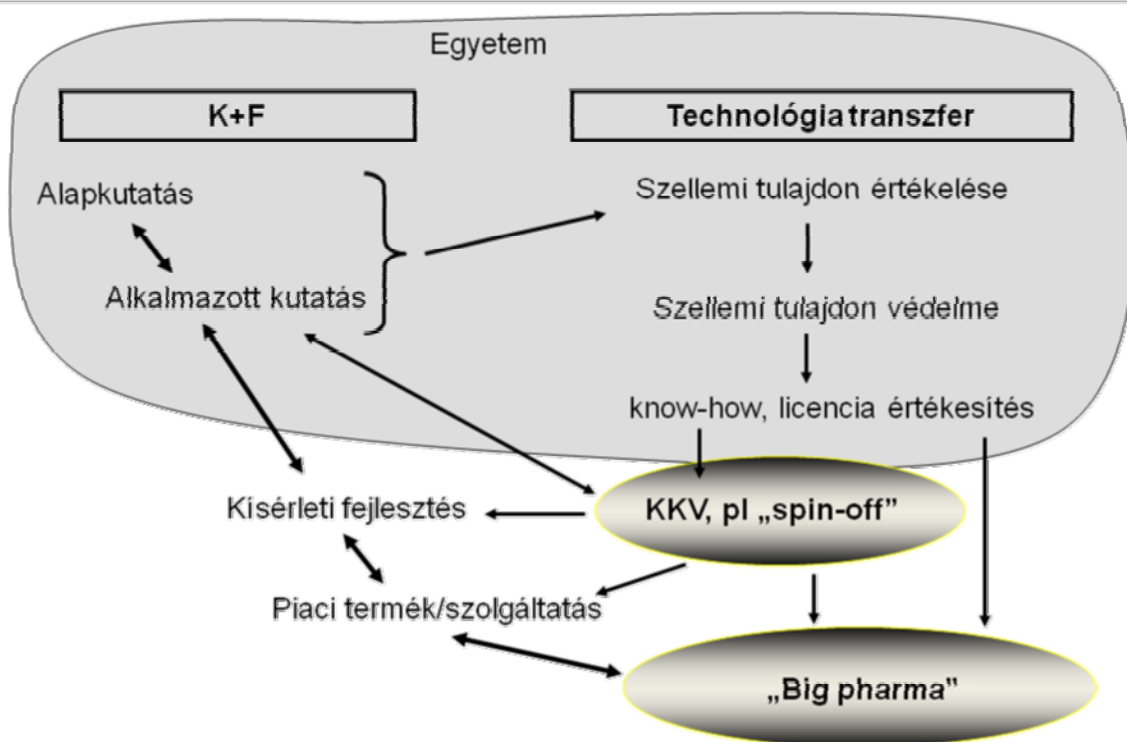 Egyetem
K+F
Technológia transzfer
Alapkutatás
Szellemi tulajdon értékelése
Alkalmazott kutatás
Szellemi tulajdon védelme
know-how, licencia értékesítés
Kísérleti fejlesztés
KKV, pl „spin-off”
Piaci termék/szolgáltatás
„Big pharma”